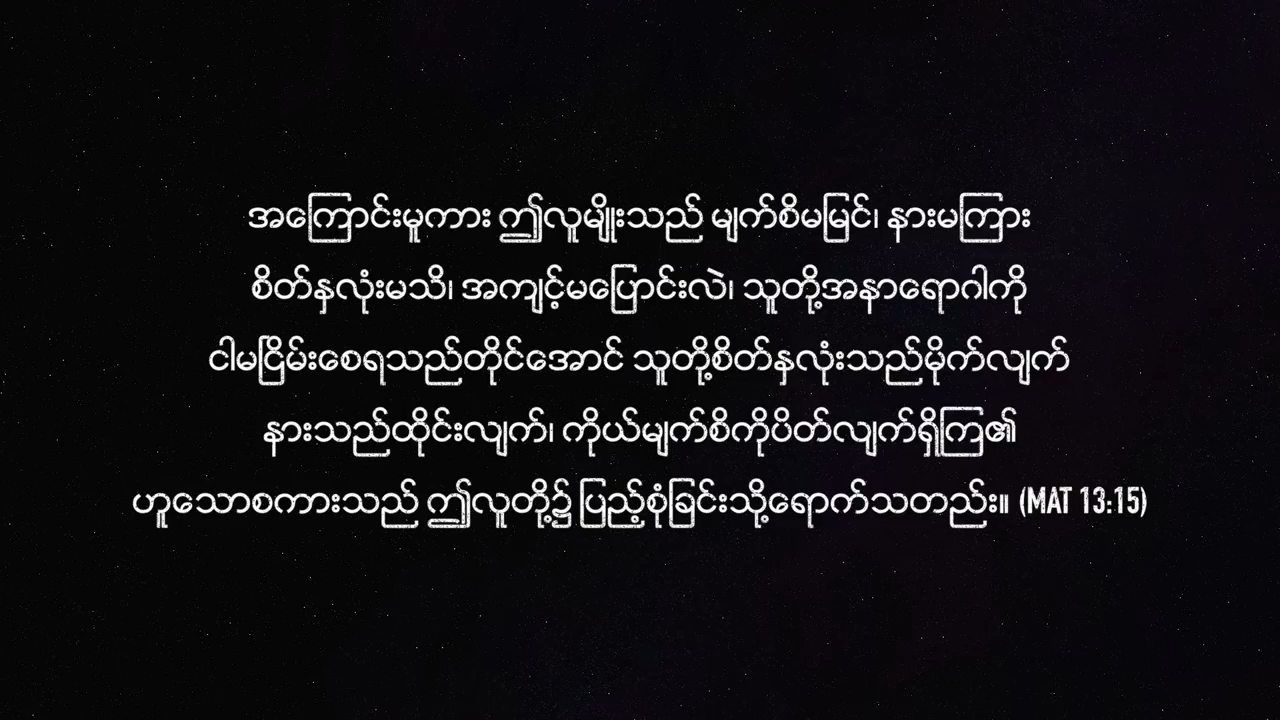 အကြောင်းမူကား ဤလူမျိုးသည် မျက်စိမမြင်၊ နားမကြား
စိတ်နှလုံးမသိ၊ အကျင့်မပြောင်းလဲ၊ သူတို့အနာရောဂါကို
ငါမငြိမ်းစေရသည်တိုင်အောင် သူတို့စိတ်နှလုံးသည်မိုက်လျက်
နားသည်ထိုင်းလျက်၊ ကိုယ်မျက်စိကိုပိတ်လျက်ရှိကြ၏
ဟူသောစကားသည် ဤလူတို့၌ ပြည့်စုံခြင်းသို့ရောက်သတည်း။ (MAT 13:15)